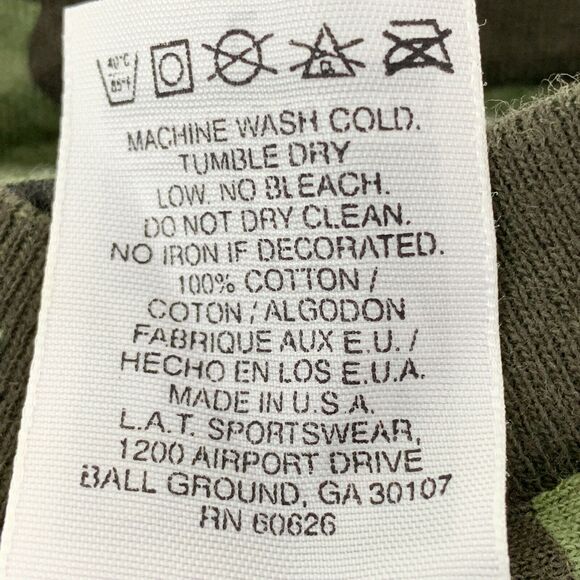 40°C
85°F
MACHINE WASH COLD.
TUMBLE DRY
LOW. NO BLEACH.
DO NOT DRY CLEAN.
NO IRON IF DECORATED.
100% COTTON /
COTON / ALGODON
FABRIQUE AUX E.U. /
HECHO EN LOS E.U.A.
MADE IN U.S.A.
L.A.T. SPORTSWEAR,
1200 AIRPORT DRIVE
BALL GROUND, GA 30107
RN 60626